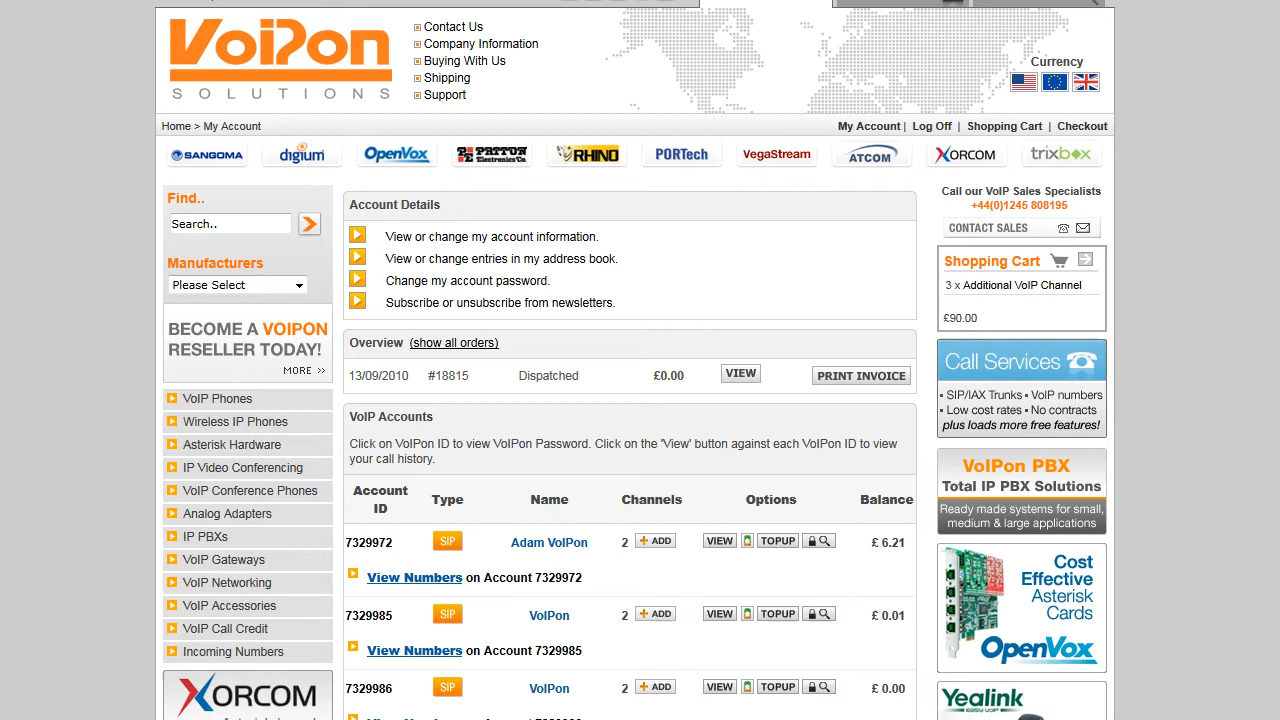 VoIPon
SOLUTIONS
Contact Us
Company Information
Buying With Us
Shipping
Support
Currency
Home > My Account
My Account | Log Off | Shopping Cart | Checkout
SANGOMA
digium
OpenVox
PATTON
Electronics Co.
RHINO
PORTech
VegaStream
ATCOM
XORCOM
trixbox
Find..
Search..
Manufacturers
Please Select
BECOME A VOIPON
RESELLER TODAY!
MORE >>
VoIP Phones
Wireless IP Phones
Asterisk Hardware
IP Video Conferencing
VoIP Conference Phones
Analog Adapters
IP PBXs
VoIP Gateways
VoIP Networking
VoIP Accessories
VoIP Call Credit
Incoming Numbers
XORCOM
Account Details
View or change my account information.
View or change entries in my address book.
Change my account password.
Subscribe or unsubscribe from newsletters.
Overview (show all orders)
13/09/2010 #18815 Dispatched £0.00 VIEW PRINT INVOICE
VoIP Accounts
Click on VoIPon ID to view VoIPon Password. Click on the 'View' button against each VoIPon ID to view
your call history.
Account ID Type Name Channels Options Balance
7329972 SIP Adam VoIPon 2 + ADD VIEW TOPUP £ 6.21
View Numbers on Account 7329972
7329985 SIP VoIPon 2 + ADD VIEW TOPUP £ 0.01
View Numbers on Account 7329985
7329986 SIP VoIPon 2 + ADD VIEW TOPUP £ 0.00
Call our VoIP Sales Specialists
+44(0)1245 808195
CONTACT SALES
Shopping Cart
3 x Additional VoIP Channel
£90.00
Call Services
• SIP/IAX Trunks • VoIP numbers
• Low cost rates • No contracts
plus loads more free features!
VoIPon PBX
Total IP PBX Solutions
Ready made systems for small,
medium & large applications
Cost
Effective
Asterisk
Cards
OpenVox
Yealink
EASY VoIP